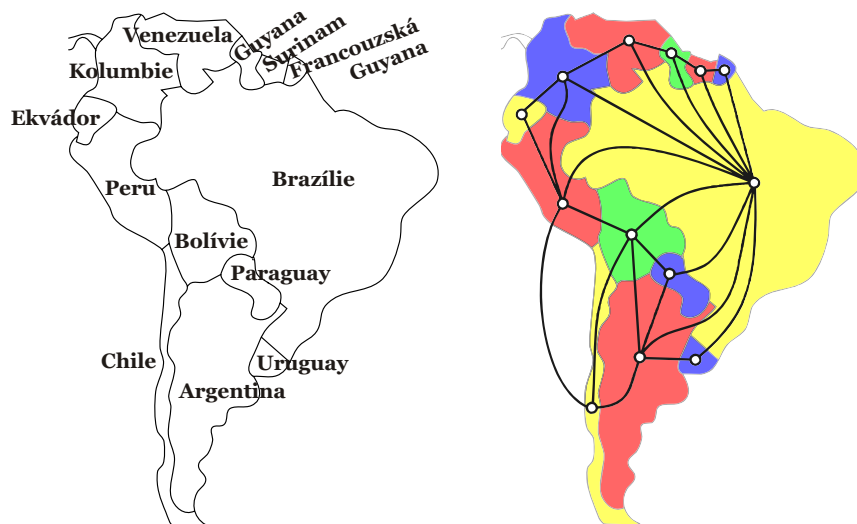 Venezuela
Guyana
Surinam
Francouzská
Guyana
Kolumbie
Ekvádor
Peru
Brazílie
Bolívie
Paraguay
Chile
Uruguay
Argentina